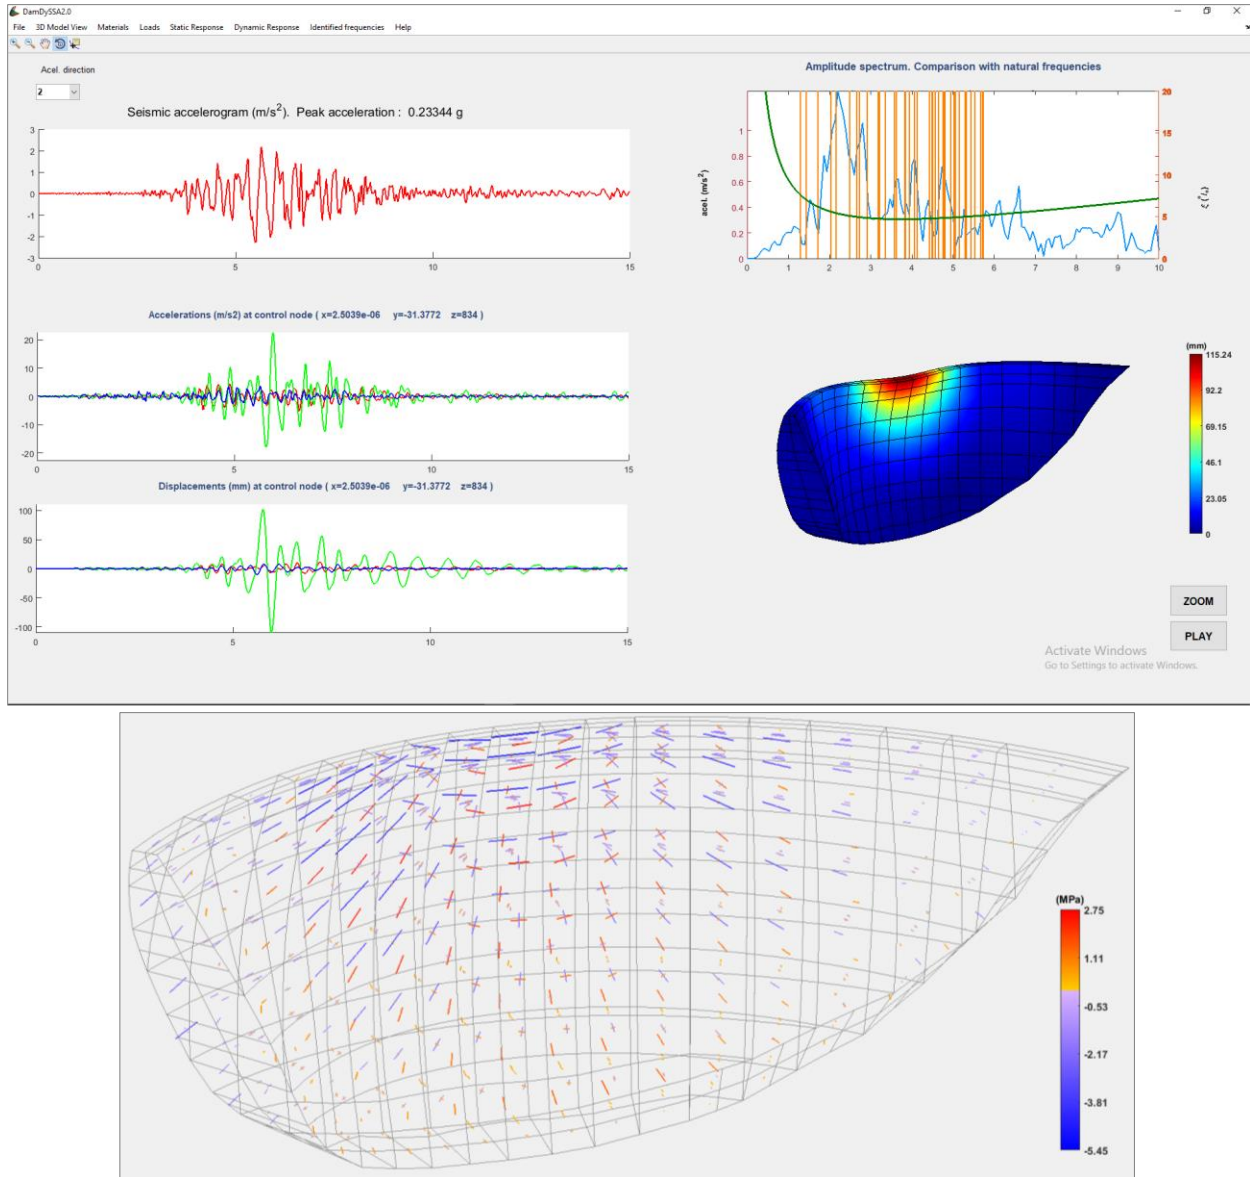 DamDySSA2.0
File 3D Model View Materials Loads Static Response Dynamic Response Identified frequencies Help
Acel. direction
2
Seismic accelerogram (m/s2). Peak acceleration : 0.23344 g
3
2
1
0
-1
-2
-3
0 5 10 15
Accelerations (m/s2) at control node ( x=2.5039e-06 y=-31.3772 z=834 )
20
10
0
-10
-20
0 5 10 15
Displacements (mm) at control node ( x=2.5039e-06 y=-31.3772 z=834 )
100
50
0
-50
-100
0 5 10 15
Amplitude spectrum. Comparison with natural frequencies
acel. (m/s2)
1
0.8
0.6
0.4
0.2
0
20
15
10
5
0
0 1 2 3 4 5 6 7 8 9 10
(mm)
115.24
92.2
69.15
46.1
23.05
0
ZOOM
PLAY
Activate Windows
Go to Settings to activate Windows.
(MPa)
2.75
1.11
-0.53
-2.17
-3.81
-5.45